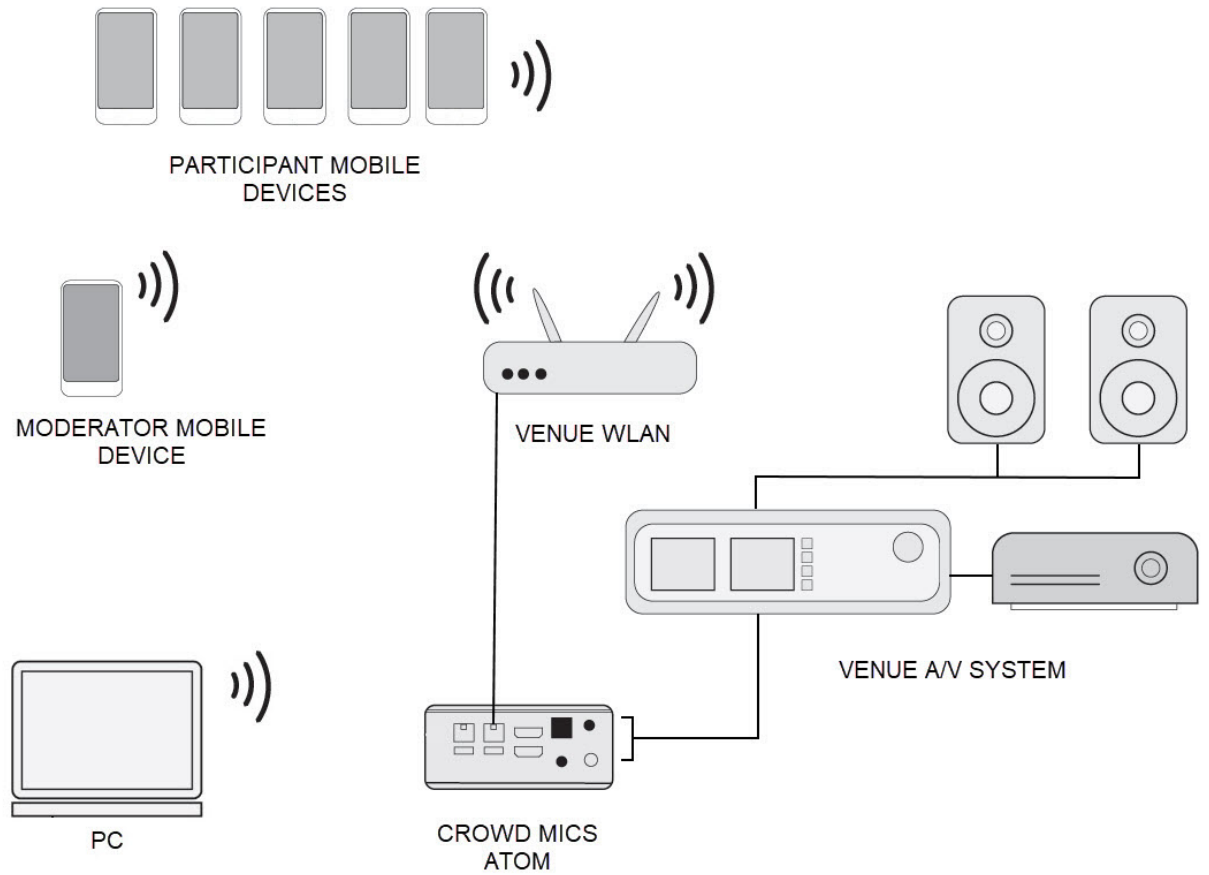 PARTICIPANT MOBILE
DEVICES
MODERATOR MOBILE
DEVICE
VENUE WLAN
VENUE A/V SYSTEM
PC
CROWD MICS
ATOM